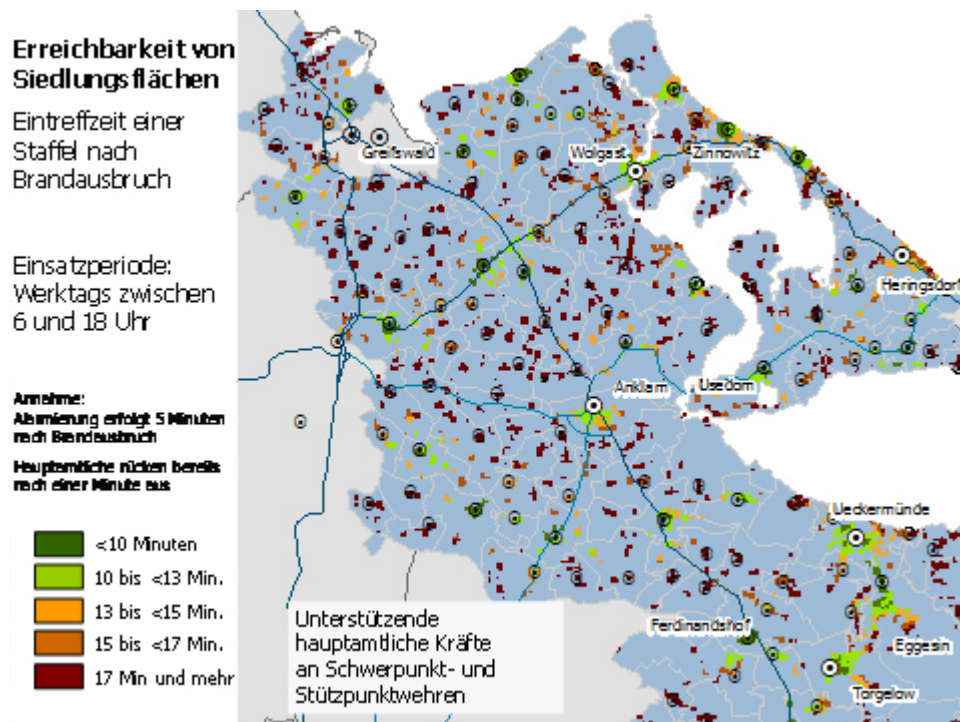 Erreichbarkeit von
Siedlungsflächen
Eintreffzeit einer
Staffel nach
Brandausbruch
Einsatzperiode:
Werktags zwischen
6 und 18 Uhr
Annahme:
Alarmierung erfolgt 5 Minuten
nach Brandausbruch
Hauptamtliche rücken bereits
nach einer Minute aus
<10 Minuten
10 bis <13 Min.
13 bis <15 Min.
15 bis <17 Min.
17 Min und mehr
Greifswald
Wolgast
Zinnowitz
Heringsdorf
Anklam
Usedom
Ueckermünde
Ferdinandshof
Eggesin
Torgelow
Unterstützende
hauptamtliche Kräfte
an Schwerpunkt- und
Stützpunktwehren